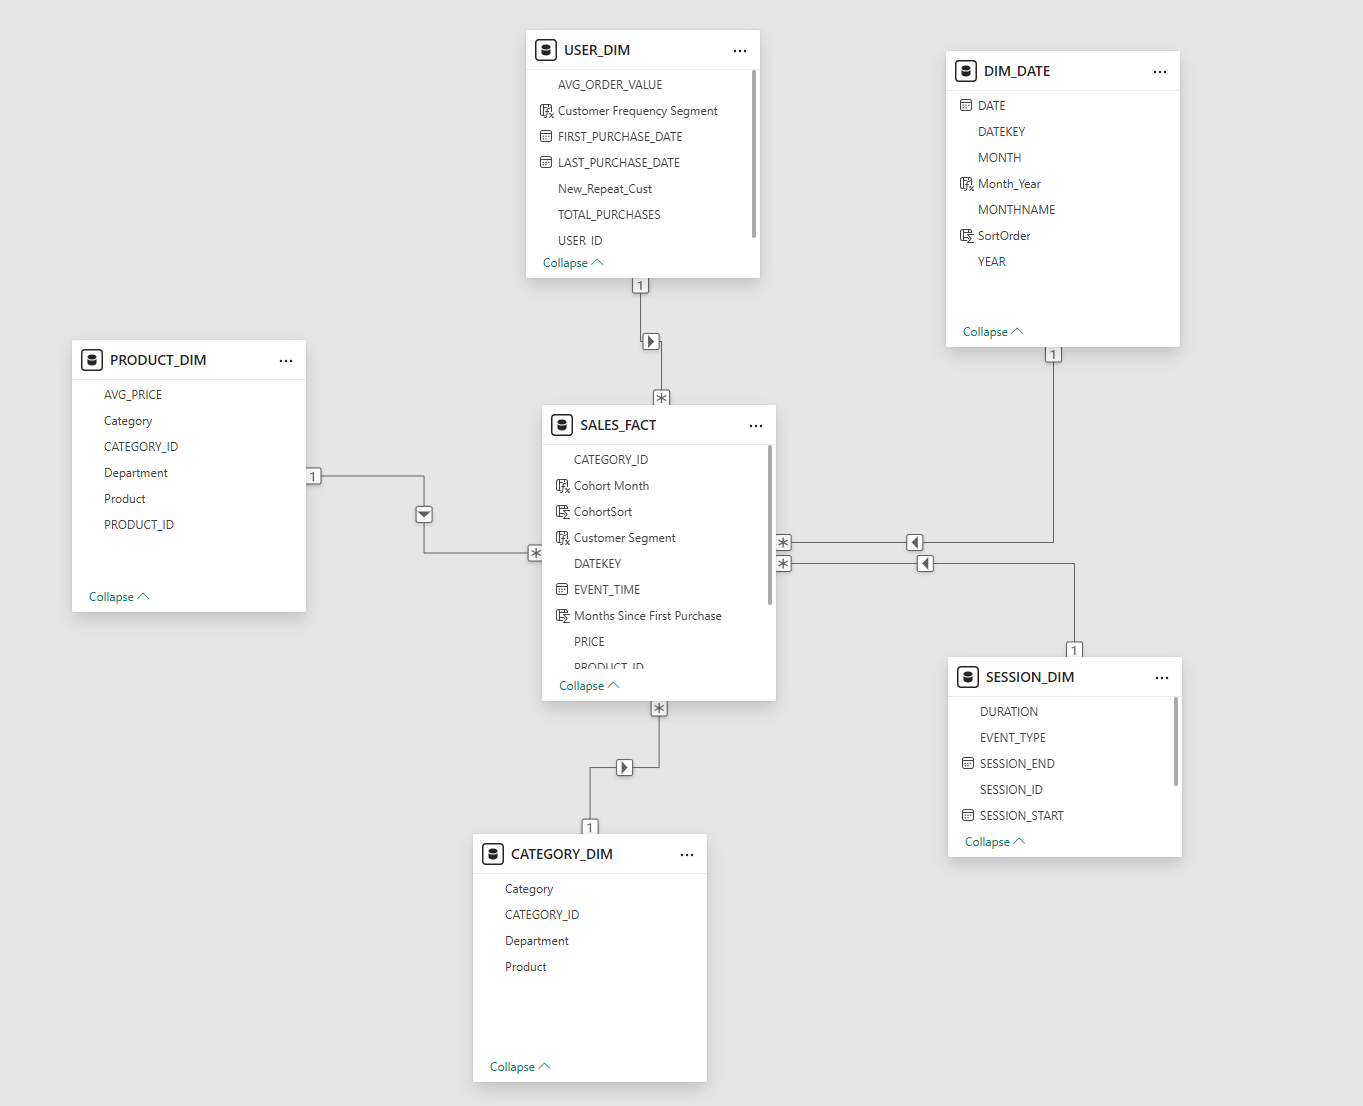 USER_DIM
AVG_ORDER_VALUE
Customer Frequency Segment
FIRST_PURCHASE_DATE
LAST_PURCHASE_DATE
New_Repeat_Cust
TOTAL_PURCHASES
USER_ID
Collapse
1
*
DIM_DATE
DATE
DATEKEY
MONTH
Month_Year
MONTHNAME
SortOrder
YEAR
Collapse
1
*
PRODUCT_DIM
AVG_PRICE
Category
CATEGORY_ID
Department
Product
PRODUCT_ID
Collapse
1
*
SALES_FACT
CATEGORY_ID
Cohort Month
CohortSort
Customer Segment
DATEKEY
EVENT_TIME
Months Since First Purchase
PRICE
PRODUCT_ID
Collapse
*
1
SESSION_DIM
DURATION
EVENT_TYPE
SESSION_END
SESSION_ID
SESSION_START
Collapse
*
1
CATEGORY_DIM
Category
CATEGORY_ID
Department
Product
Collapse